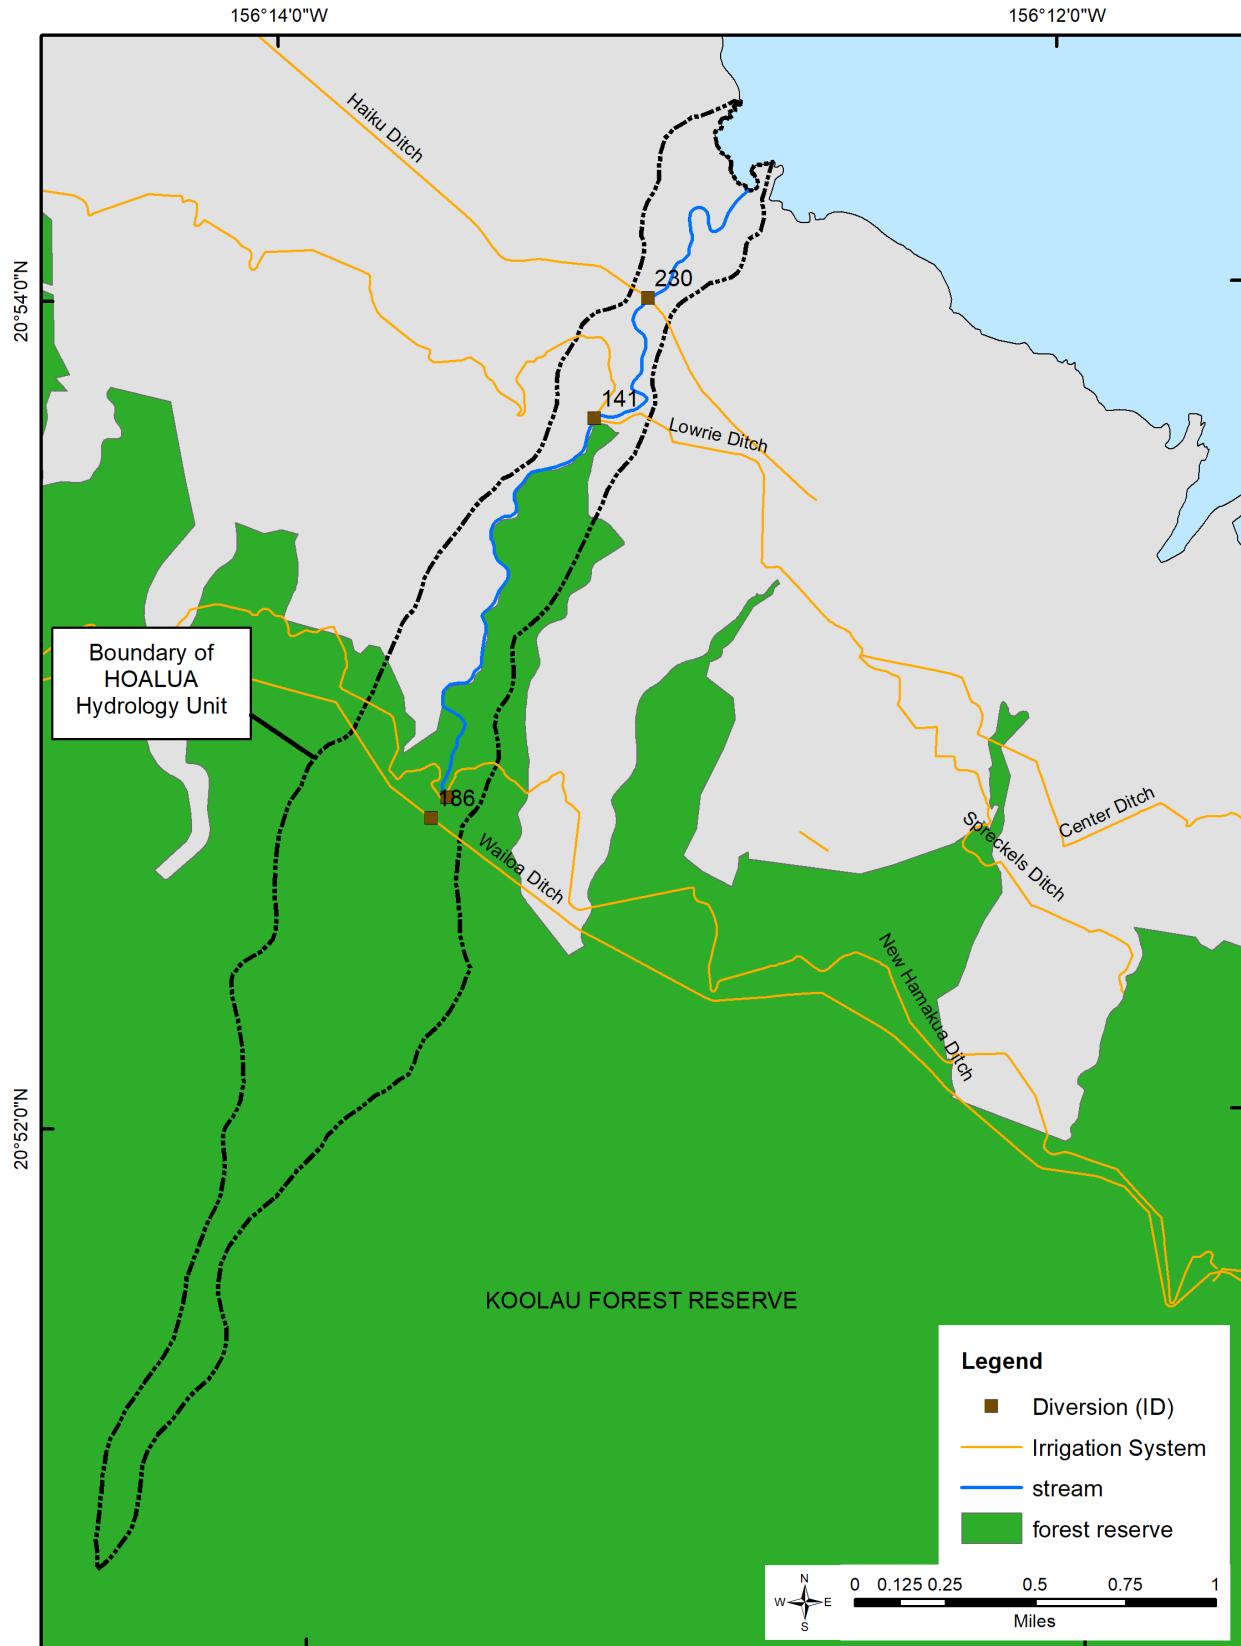 156°14'0"W
156°12'0"W
Haiku Ditch
20°54'0"N
230
141
Lowrie Ditch
Boundary of
HOALUA
Hydrology Unit
186
Wailoa Ditch
Center Ditch
Spreckels Ditch
New Hamakua Ditch
20°52'0"N
KOOLAU FOREST RESERVE
Legend
Diversion (ID)
Irrigation System
stream
forest reserve
N
W E
S
0 0.125 0.25 0.5 0.75 1
Miles